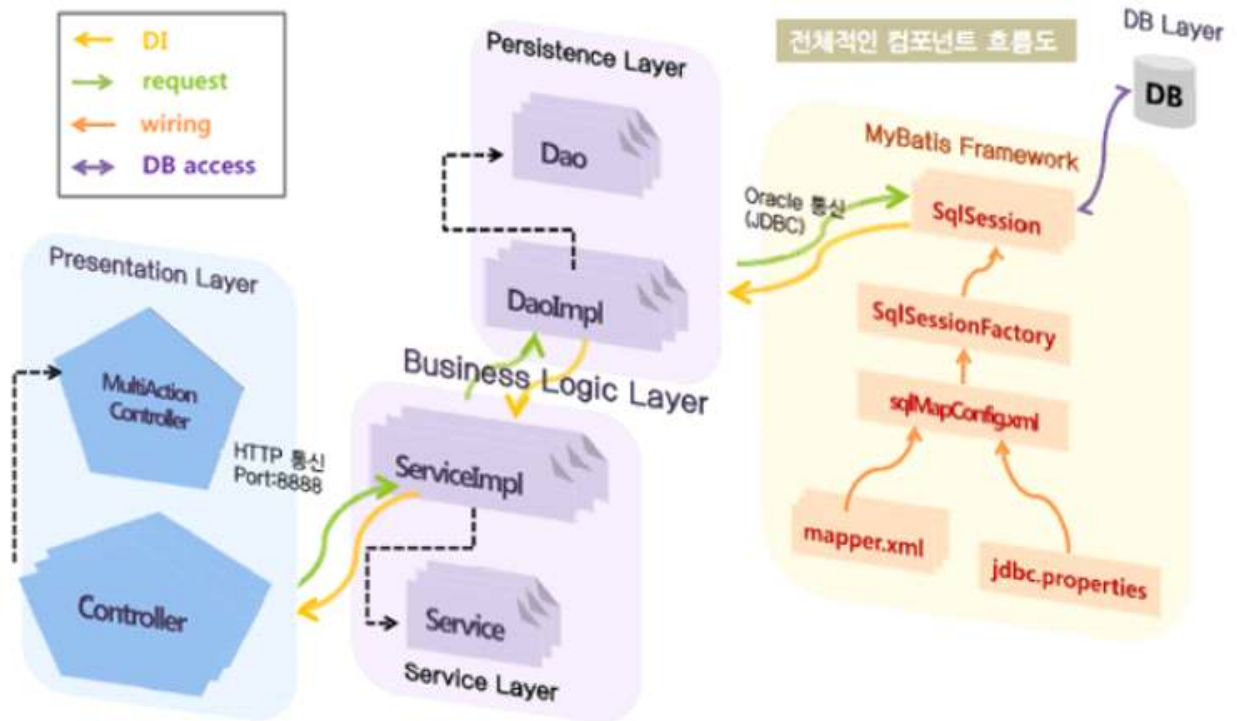 DI
request
wiring
DB access
전체적인 컴포넌트 흐름도
DB Layer
DB
Persistence Layer
Dao
DaoImpl
MyBatis Framework
Oracle 통신
(JDBC)
SqlSession
SqlSessionFactory
sqlMapConfig.xml
mapper.xml
jdbc.properties
Presentation Layer
MultiAction
Controller
HTTP 통신
Port:8888
Controller
Business Logic Layer
ServiceImpl
Service
Service Layer